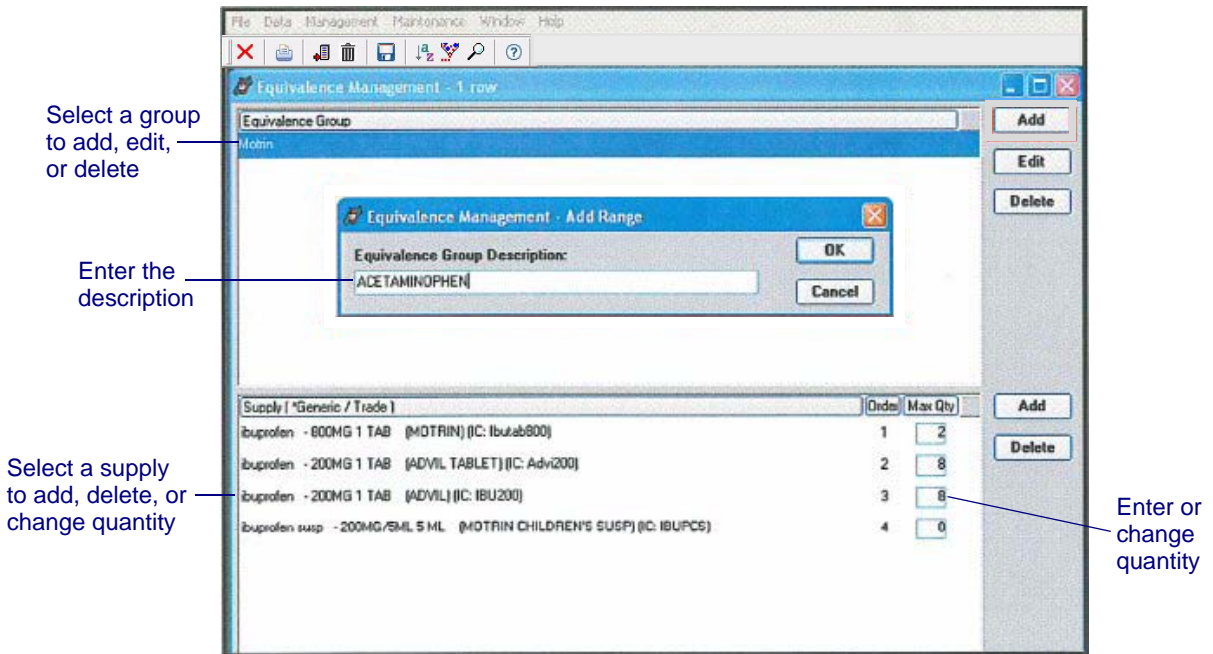 File Data Management Maintenance Window Help
Equivalence Management - 1 row
Select a group
to add, edit,
or delete
Equivalence Group
Add
Motrin
Edit
Delete
Equivalence Management - Add Range
Equivalence Group Description:
OK
Enter the
description
ACETAMINOPHEN
Cancel
Supply ( *Generic / Trade ) Order Max Qty
Add
ibuprofen - 800MG 1 TAB (MOTRIN) (IC: Ibutab800) 1 2
Delete
Select a supply
to add, delete, or
change quantity
ibuprofen - 200MG 1 TAB (ADVIL TABLET) (IC: Advi200) 2 8
ibuprofen - 200MG 1 TAB (ADVIL) (IC: IBU200) 3 8
Enter or
change
quantity
ibuprofen susp - 200MG/5ML 5 ML (MOTRIN CHILDREN'S SUSP) (IC: IBUPCS) 4 0